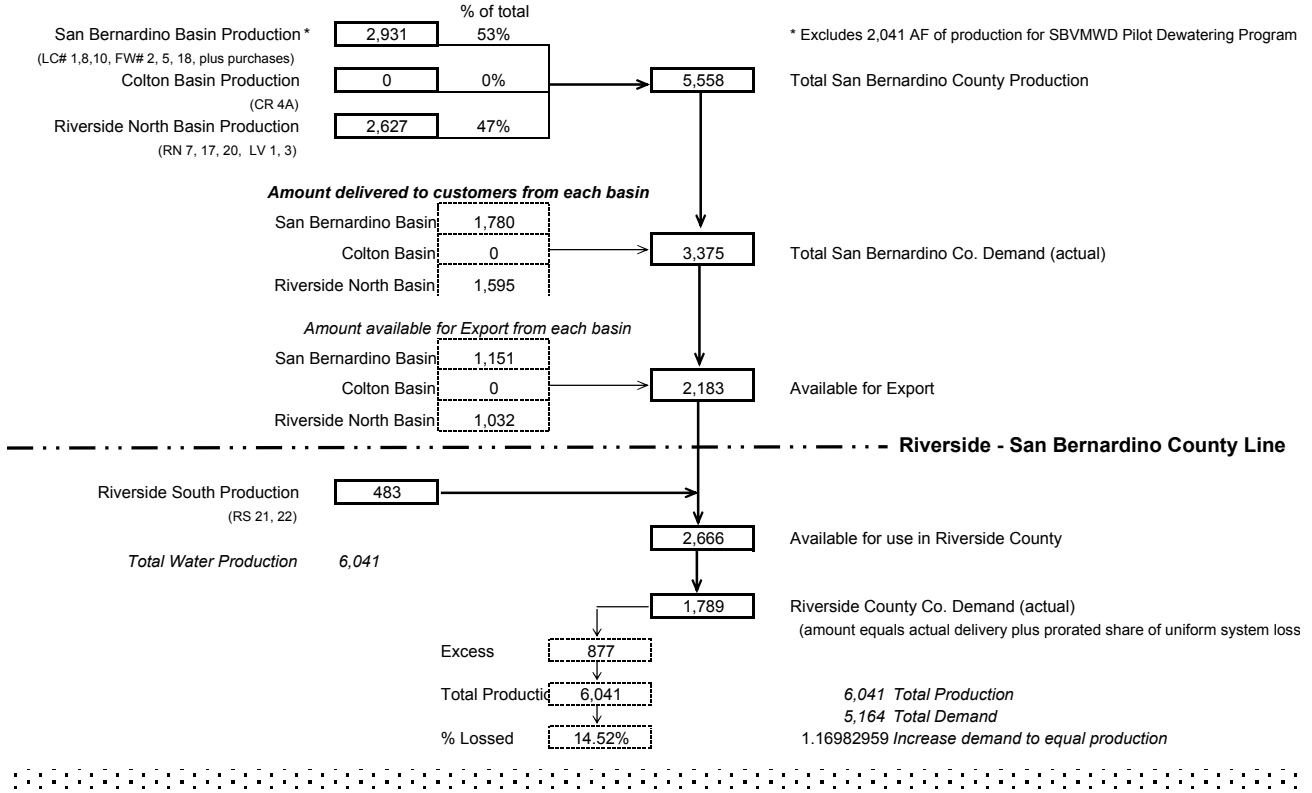 % of total
San Bernardino Basin Production * 2,931 53% * Excludes 2,041 AF of production for SBVMWD Pilot Dewatering Program
(LC# 1,8,10, FW# 2, 5, 18, plus purchases)
Colton Basin Production 0 0% 5,558 Total San Bernardino County Production
(CR 4A)
Riverside North Basin Production 2,627 47%
(RN 7, 17, 20, LV 1, 3)
Amount delivered to customers from each basin
San Bernardino Basin 1,780
Colton Basin 0 3,375 Total San Bernardino Co. Demand (actual)
Riverside North Basin 1,595
Amount available for Export from each basin
San Bernardino Basin 1,151
Colton Basin 0 2,183 Available for Export
Riverside North Basin 1,032
Riverside - San Bernardino County Line
Riverside South Production 483
(RS 21, 22)
2,666 Available for use in Riverside County
Total Water Production 6,041
1,789 Riverside County Co. Demand (actual)
(amount equals actual delivery plus prorated share of uniform system loss
Excess 877
Total Productio 6,041 6,041 Total Production
5,164 Total Demand
% Lossed 14.52% 1.16982959 Increase demand to equal production